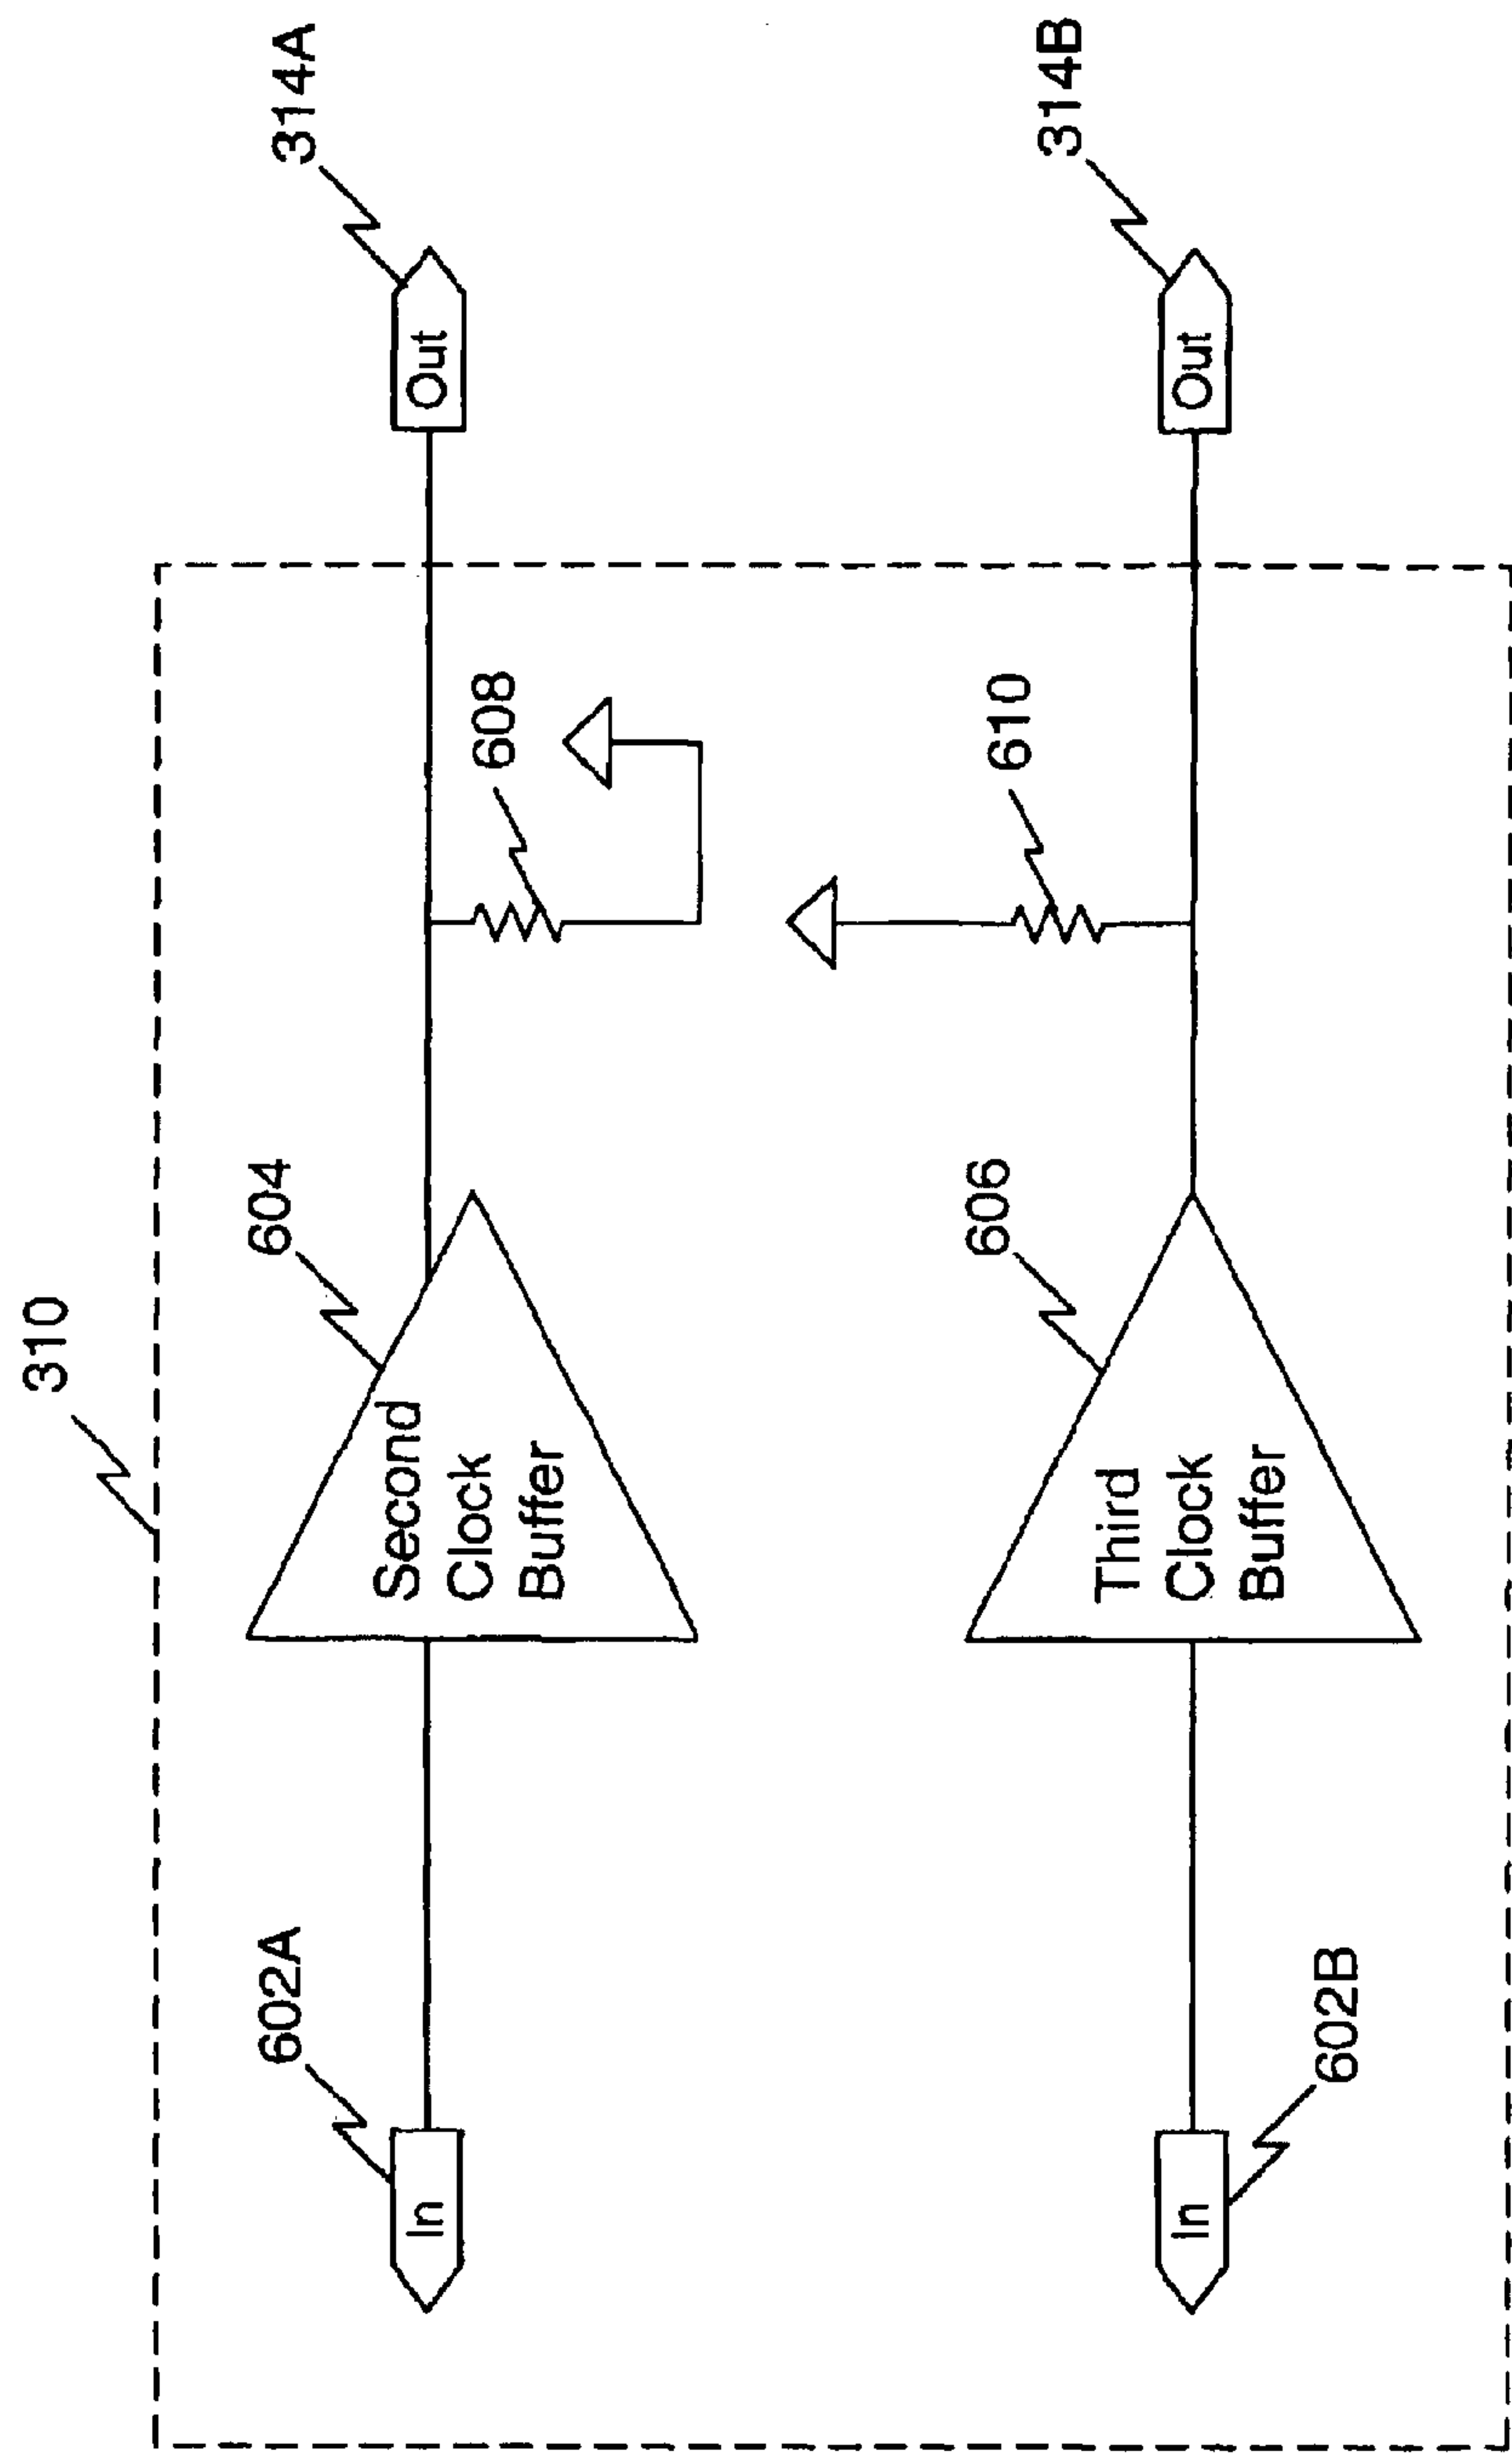 310
602A
In
604
Second
Clock
Buffer
608
314A
Out
602B
In
606
Third
Clock
Buffer
610
314B
Out